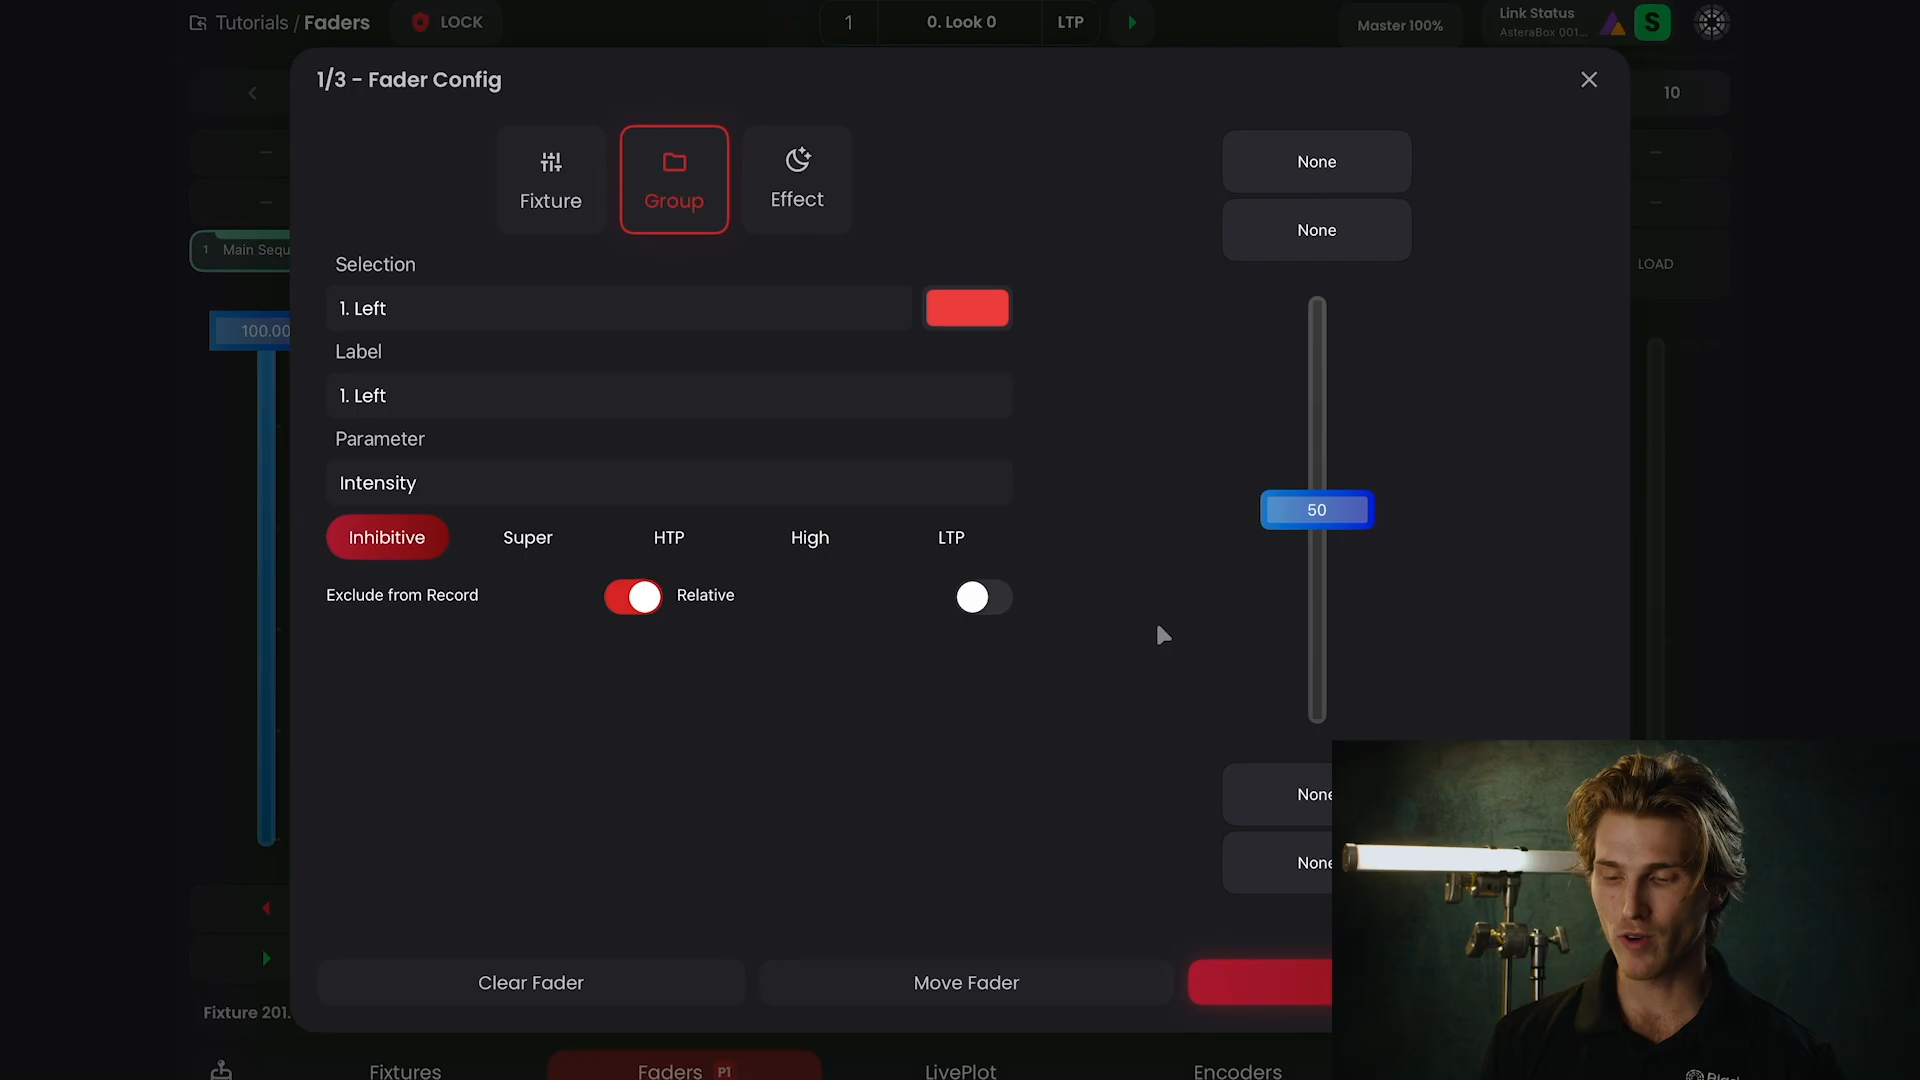 Tutorials / Faders
LOCK
1
0. Look 0
LTP
Master 100%
Link Status
AsteraBox 001...
S
1/3 - Fader Config
10
Fixture
Group
Effect
None
None
Selection
1. Left
1 Main Sequ
LOAD
Label
1. Left
100.00
Parameter
Intensity
50
Inhibitive
Super
HTP
High
LTP
Exclude from Record
Relative
None
None
Clear Fader
Move Fader
Fixture 201.
Fixtures
Faders P1
LivePlot
Encoders